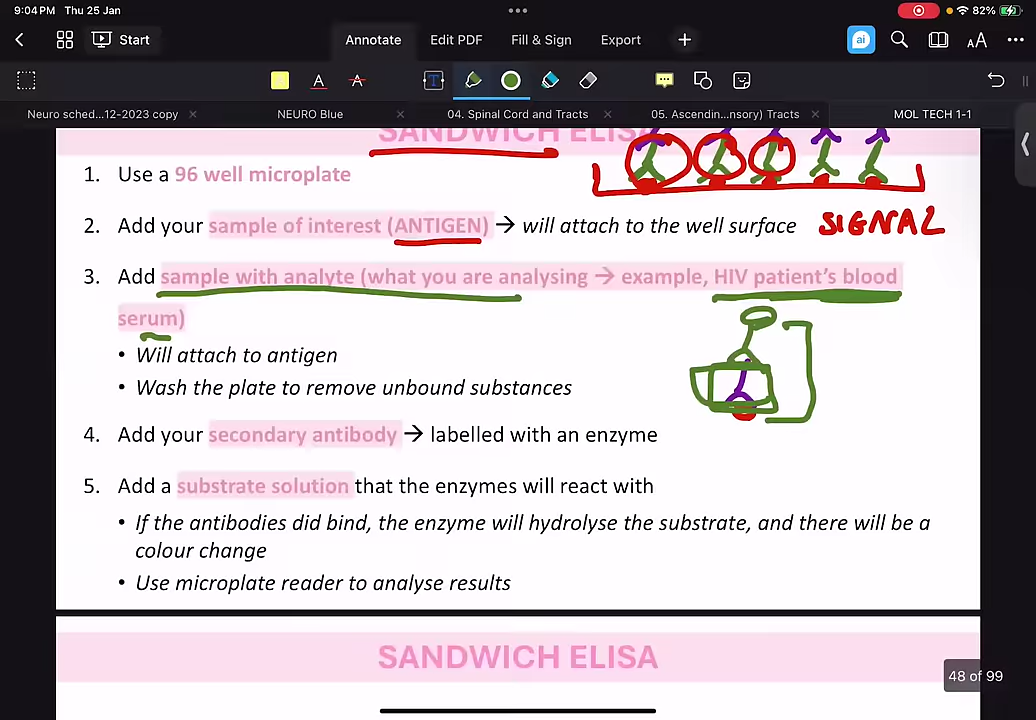 9:04 PM Thu 25 Jan
82%
Start
Annotate
Edit PDF
Fill & Sign
Export
ai
AA
T
A
A
Neuro sched...12-2023 copy
NEURO Blue
04. Spinal Cord and Tracts
05. Ascendin...nsory) Tracts
MOL TECH 1-1
SANDWICH ELISA
1. Use a 96 well microplate
2. Add your sample of interest (ANTIGEN) → will attach to the well surface
SIGNAL
3. Add sample with analyte (what you are analysing → example, HIV patient's blood
serum)
• Will attach to antigen
• Wash the plate to remove unbound substances
4. Add your secondary antibody → labelled with an enzyme
5. Add a substrate solution that the enzymes will react with
• If the antibodies did bind, the enzyme will hydrolyse the substrate, and there will be a
colour change
• Use microplate reader to analyse results
SANDWICH ELISA
48 of 99